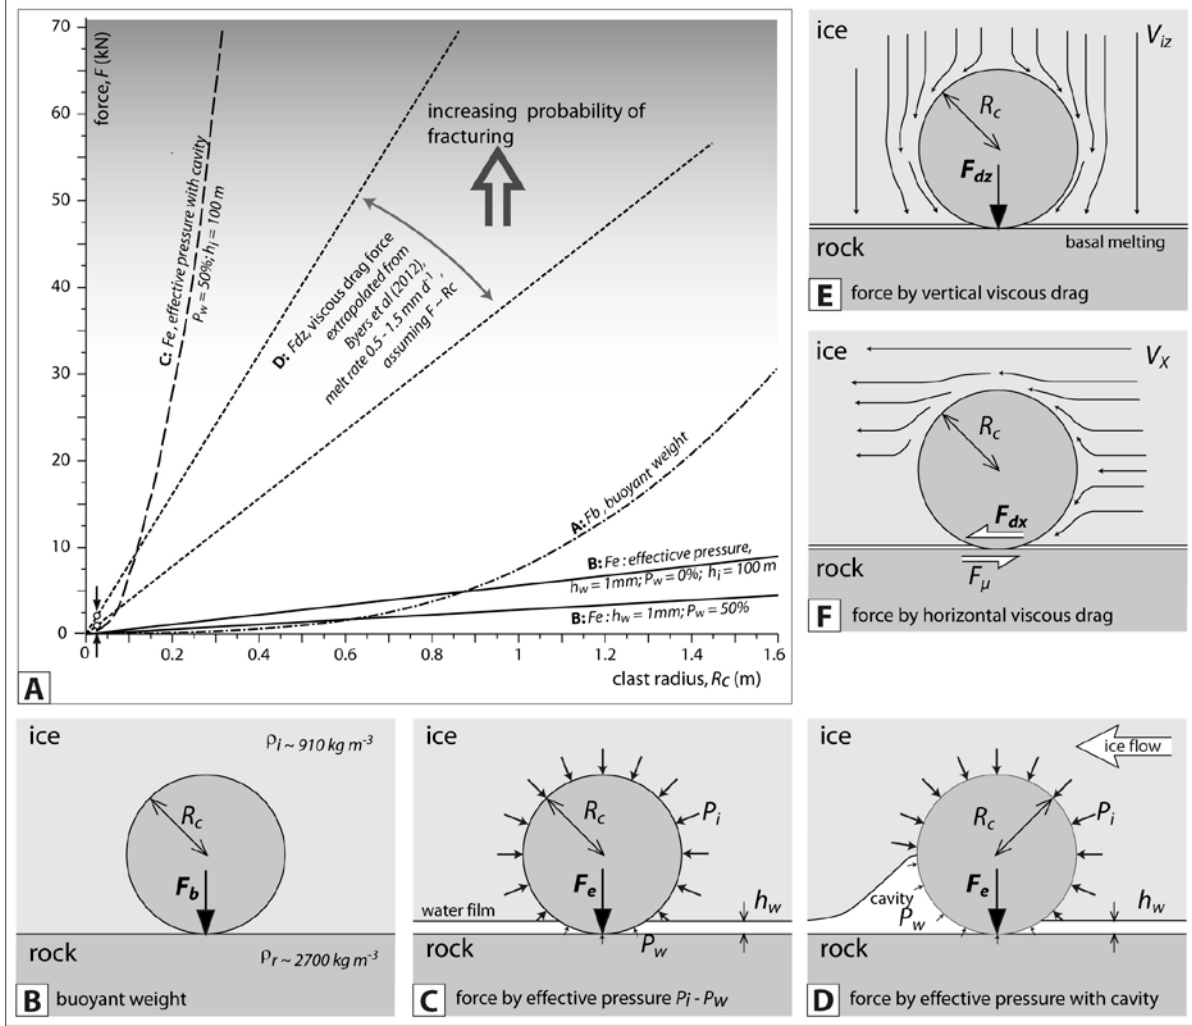 70
60
50
40
30
20
10
0
force, F (kN)
0
0.2
0.4
0.6
0.8
1
1.2
1.4
1.6
clast radius, Rc (m)
increasing probability of
fracturing
C: Fe, effective pressure with cavity
Pw = 50%; hi = 100 m
D: Fdz, viscous drag force
extrapolated from
Byers et al (2012),
melt rate 0.5 - 1.5 mm d-1,
assuming F ~ Rc
A: Fb, buoyant weight
B: Fe : effecticve pressure,
hw = 1mm; Pw = 0%; hi = 100 m
B: Fe : hw = 1mm; Pw = 50%
A
ice
Viz
Rc
Fdz
rock
basal melting
E force by vertical viscous drag
ice
VX
Rc
Fdx
rock
Fμ
F force by horizontal viscous drag
ice
ρi ~ 910 kg m-3
Rc
Fb
rock
ρr ~ 2700 kg m-3
B buoyant weight
ice
Rc
Pi
Fe
water film
hw
rock
Pw
C force by effective pressure Pi - Pw
ice
ice flow
Rc
Pi
Fe
cavity
Pw
hw
rock
D force by effective pressure with cavity